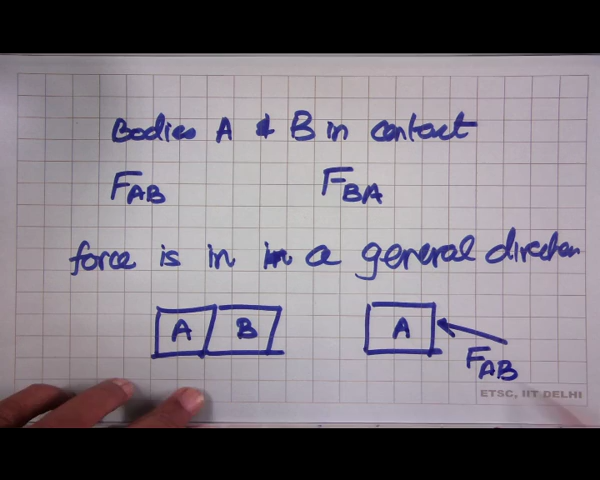 Bodies A & B in contact
FAB FBA
force is in in a general direction
A B A
FAB
ETSC, IIT DELHI